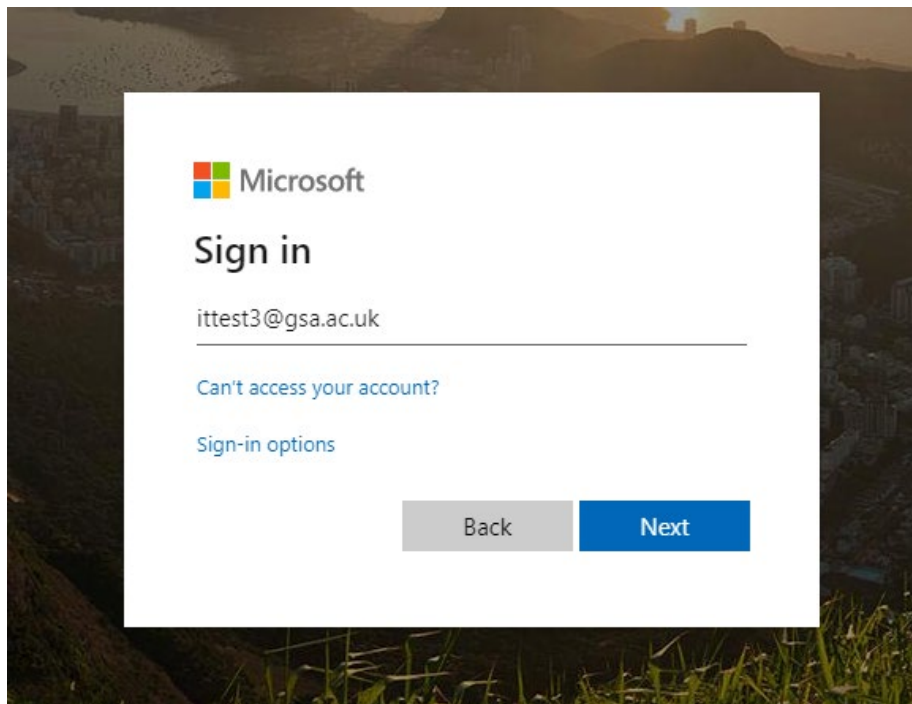 Microsoft
Sign in
ittest3@gsa.ac.uk
Can't access your account?
Sign-in options
Back Next